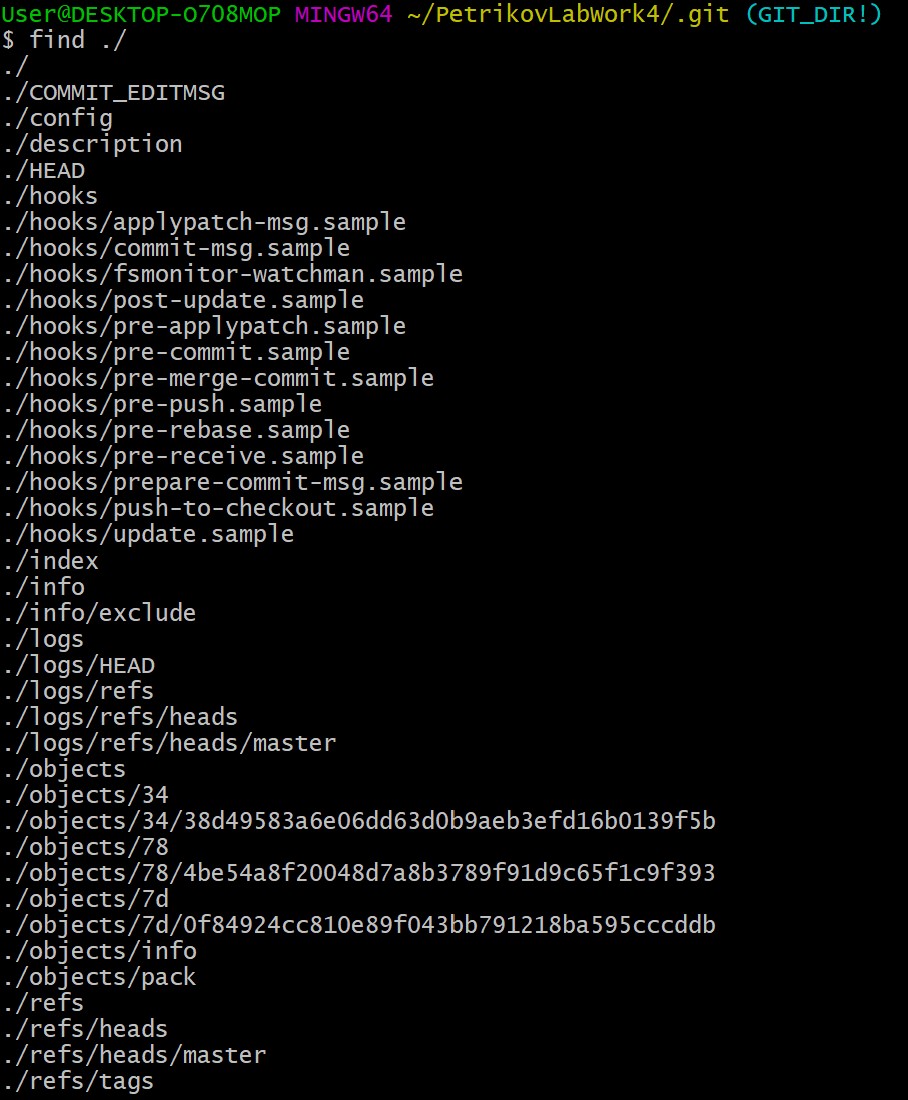 User@DESKTOP-O7O8MOP MINGW64 ~/PetrikovLabWork4/.git (GIT_DIR!)
$ find ./
./
./COMMIT_EDITMSG
./config
./description
./HEAD
./hooks
./hooks/applypatch-msg.sample
./hooks/commit-msg.sample
./hooks/fsmonitor-watchman.sample
./hooks/post-update.sample
./hooks/pre-applypatch.sample
./hooks/pre-commit.sample
./hooks/pre-merge-commit.sample
./hooks/pre-push.sample
./hooks/pre-rebase.sample
./hooks/pre-receive.sample
./hooks/prepare-commit-msg.sample
./hooks/push-to-checkout.sample
./hooks/update.sample
./index
./info
./info/exclude
./logs
./logs/HEAD
./logs/refs
./logs/refs/heads
./logs/refs/heads/master
./objects
./objects/34
./objects/34/38d49583a6e06dd63d0b9aeb3efd16b0139f5b
./objects/78
./objects/78/4be54a8f20048d7a8b3789f91d9c65f1c9f393
./objects/7d
./objects/7d/0f84924cc810e89f043bb791218ba595cccddb
./objects/info
./objects/pack
./refs
./refs/heads
./refs/heads/master
./refs/tags